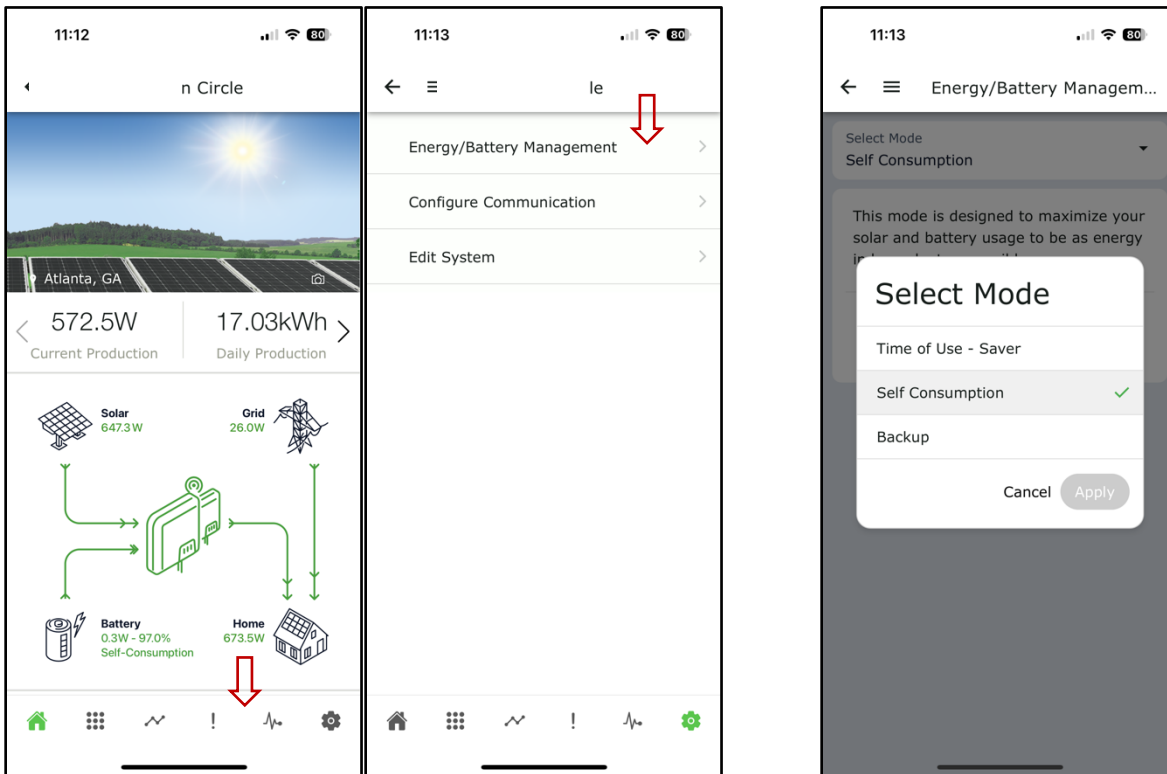 11:12
80
n Circle
Atlanta, GA
572.5W
17.03kWh
Current Production
Daily Production
Solar
647.3 W
Grid
26.0W
Battery
0.3W - 97.0%
Self-Consumption
Home
673.5W
!
11:13
80
le
Energy/Battery Management
Configure Communication
Edit System
!
11:13
80
Energy/Battery Managem...
Select Mode
Self Consumption
This mode is designed to maximize your
solar and battery usage to be as energy
Select Mode
Time of Use - Saver
Self Consumption
Backup
Cancel
Apply